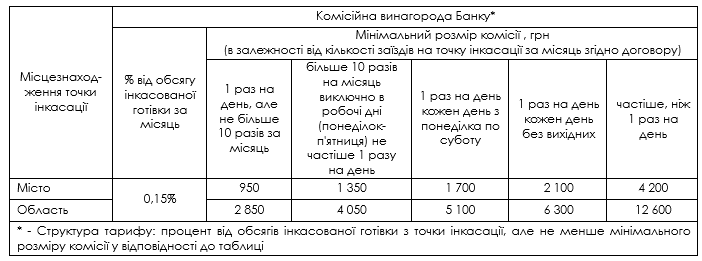 Місцезнаход-
ження точки
інкасації
Комісійна винагорода Банку*
% від обсягу
інкасованої
готівки за
місяць
Мінімальний розмір комісії , грн
(в залежності від кількості заїздів на точку інкасації за місяць згідно договору)
1 раз на
день, але
не більше
10 разів за
місяць
більше 10 разів
на місяць
виключно в
робочі дні
(понеділок-
п'ятниця) не
частіше 1 разу
на день
1 раз на день
кожен день з
понеділка по
суботу
1 раз на день
кожен день
без вихідних
частіше, ніж
1 раз на
день
Місто 0,15% 950 1 350 1 700 2 100 4 200
Область 2 850 4 050 5 100 6 300 12 600
* - Структура тарифу: процент від обсягів інкасованої готівки з точки інкасації, але не менше мінімального
розміру комісії у відповідності до таблиці